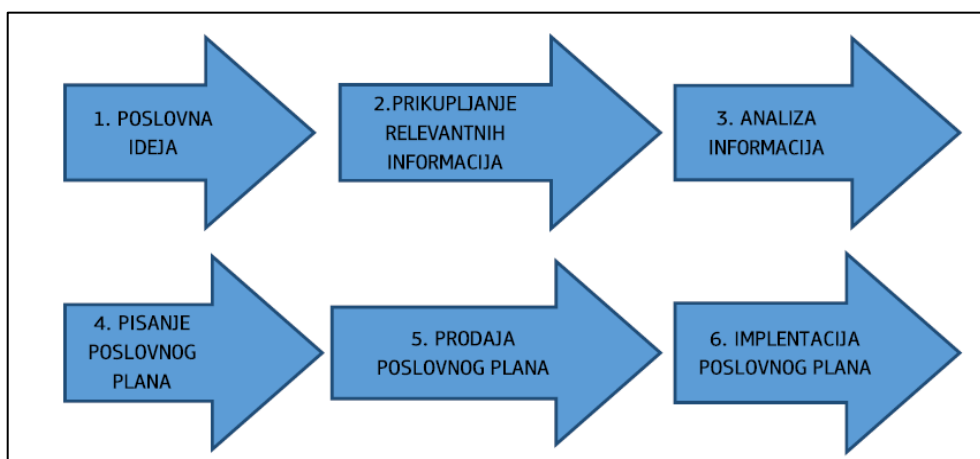 1. POSLOVNA
IDEJA
2.PRIKUPLJANJE
RELEVANTNIH
INFORMACIJA
3. ANALIZA
INFORMACIJA
4. PISANJE
POSLOVNOG
PLANA
5. PRODAJA
POSLOVNOG PLANA
6. IMPLENTACIJA
POSLOVNOG PLANA